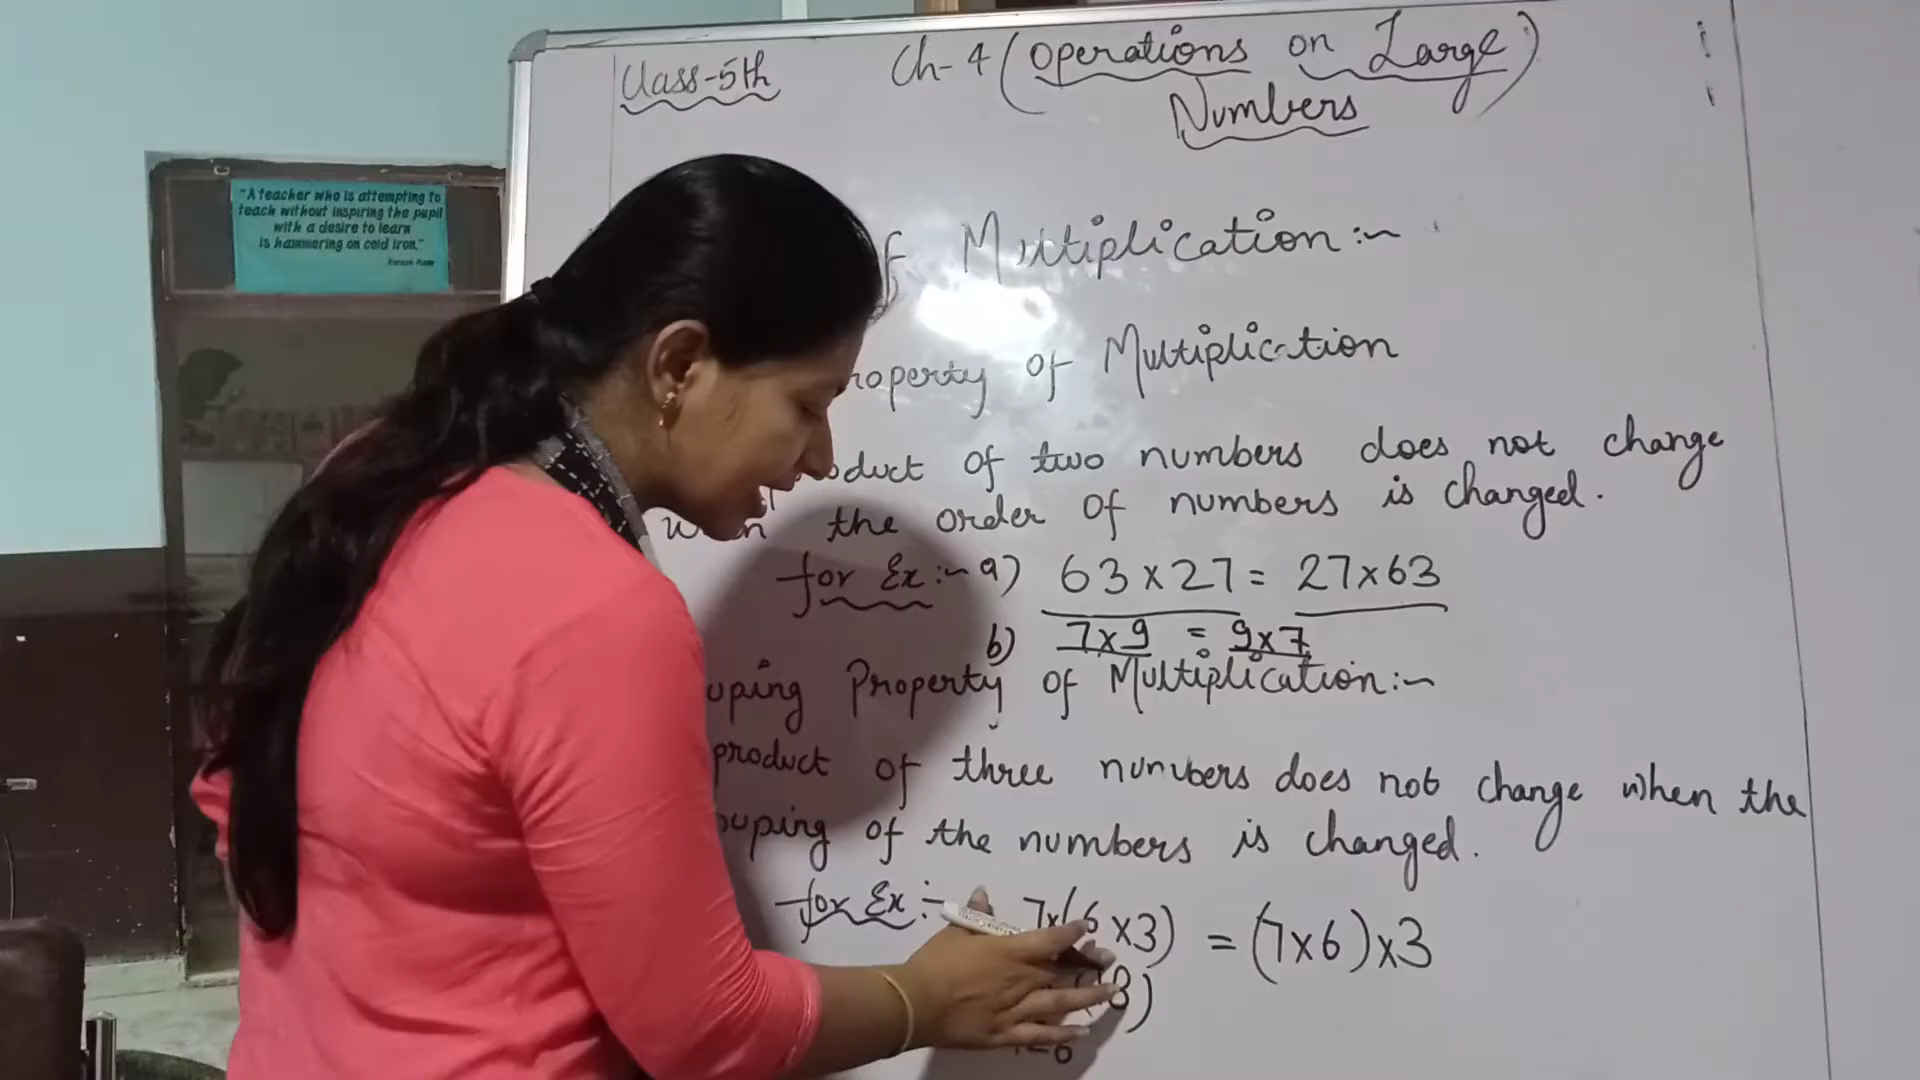 Class-5th
Ch-4 (Operations on Large
Numbers)
"A teacher who is attempting to
teach without inspiring the pupil
with a desire to learn
is hammering on cold iron."
of Multiplication:-
roperty of Multiplication
oduct of two numbers does not change
when the order of numbers is changed.
for Ex:- a) 63×27 = 27×63
b) 7×9 = 9×7
uping Property of Multiplication:-
product of three numbers does not change when the
ouping of the numbers is changed.
for Ex:- 7×(6×3) = (7×6)×3
18)